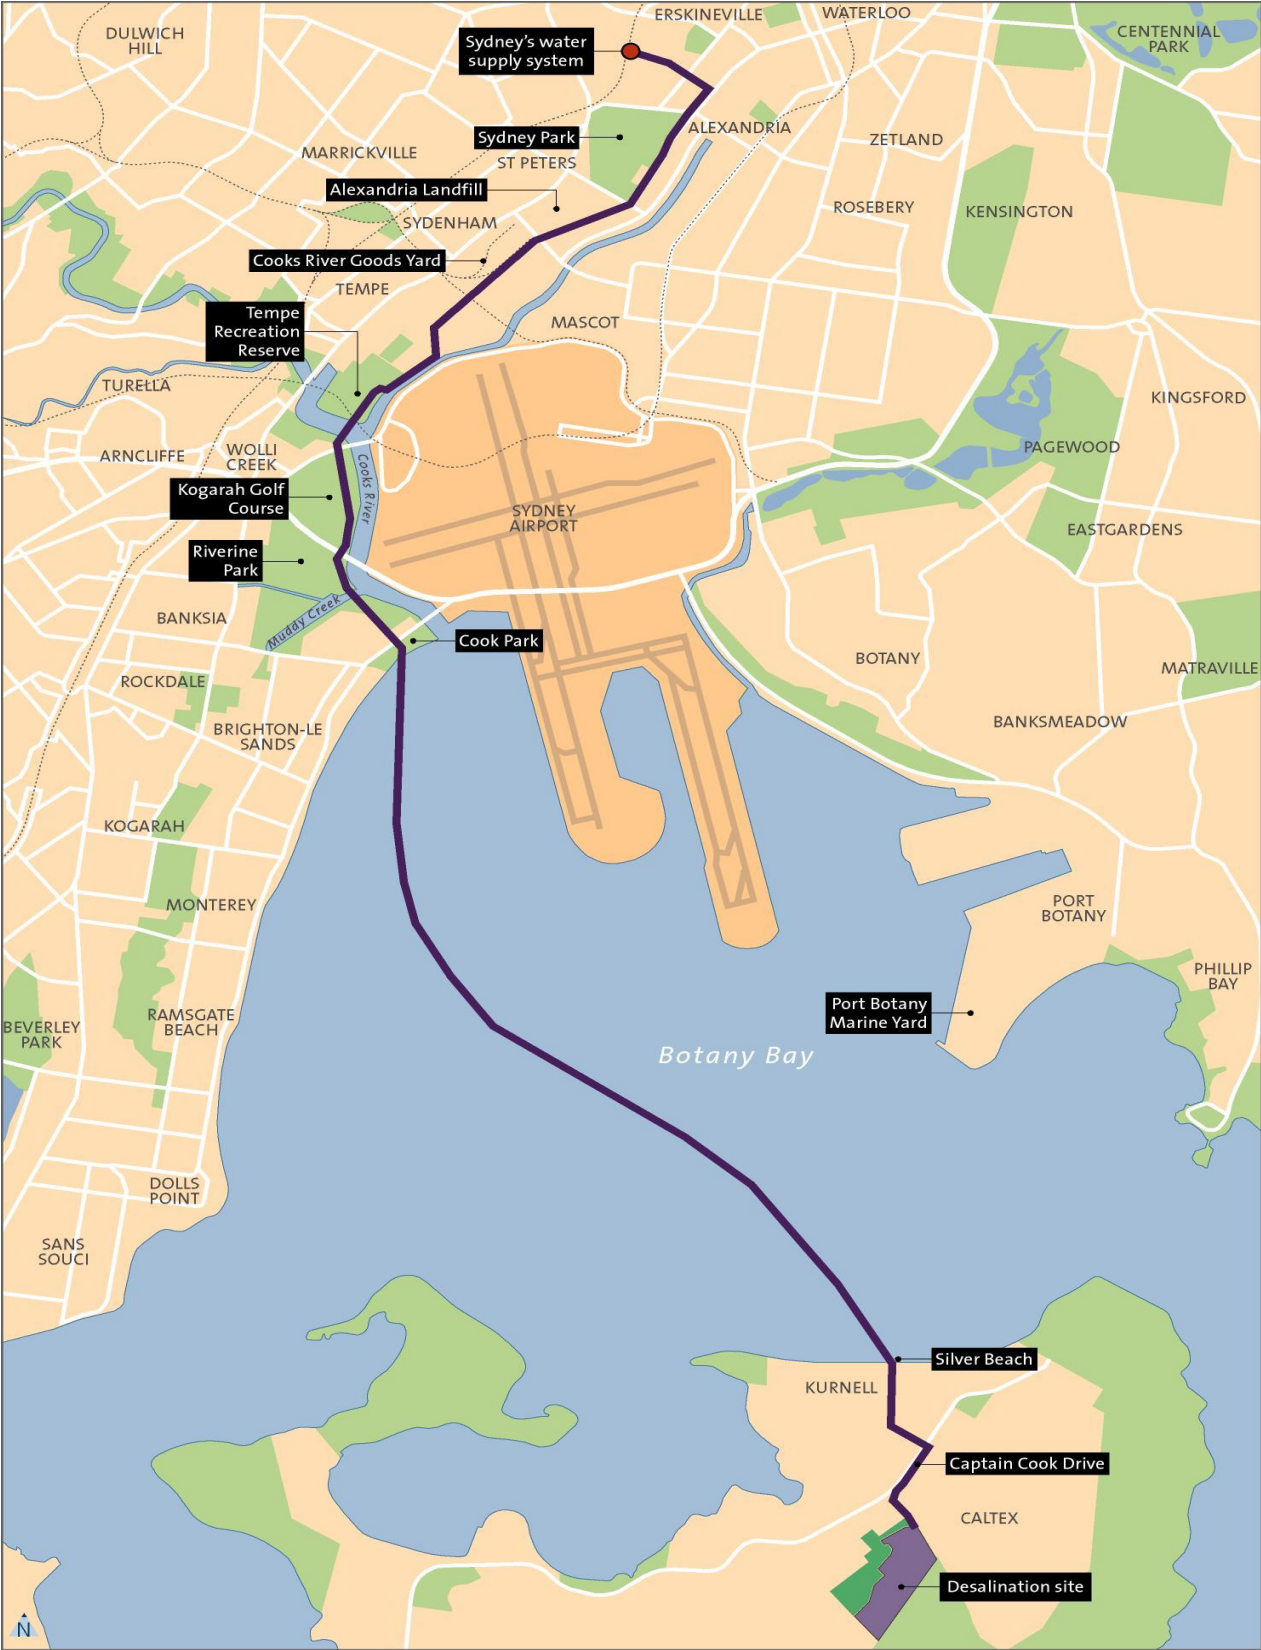 ERSKINEVILLE
WATERLOO
DULWICH
HILL
CENTENNIAL
PARK
Sydney's water
supply system
ALEXANDRIA
Sydney Park
ZETLAND
MARRICKVILLE
ST PETERS
Alexandria Landfill
ROSEBERY
KENSINGTON
SYDENHAM
Cooks River Goods Yard
TEMPE
Tempe
Recreation
Reserve
MASCOT
TURELLA
KINGSFORD
ARNCLIFFE
WOLLI
CREEK
PAGEWOOD
Cooks River
Kogarah Golf
Course
SYDNEY
AIRPORT
EASTGARDENS
Riverine
Park
Muddy Creek
BANKSIA
Cook Park
BOTANY
MATRAVILLE
ROCKDALE
BANKSMEADOW
BRIGHTON-LE
SANDS
KOGARAH
MONTEREY
PORT
BOTANY
PHILLIP
BAY
RAMSGATE
BEACH
Port Botany
Marine Yard
BEVERLEY
PARK
Botany Bay
DOLLS
POINT
SANS
SOUCI
Silver Beach
KURNELL
Captain Cook Drive
CALTEX
Desalination site
N